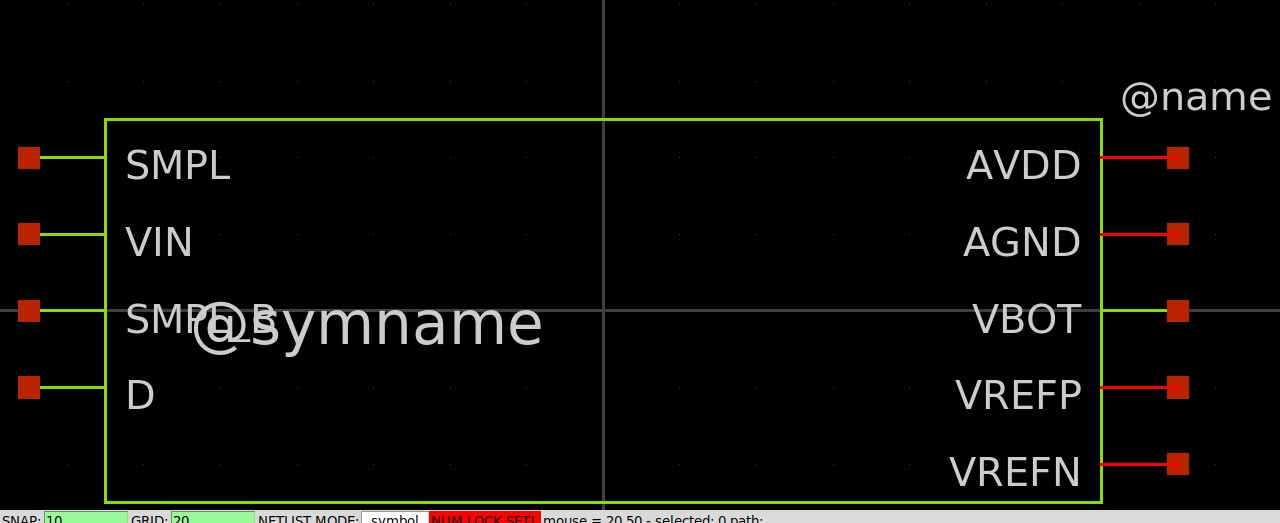 @name
SMPL AVDD
VIN AGND
SMPL_B @symname VBOT
D VREFP
VREFN
SNAP: 10 GRID: 20 NETLIST MODE: symbol NUM LOCK SET! mouse = 20 50 - selected: 0 path: